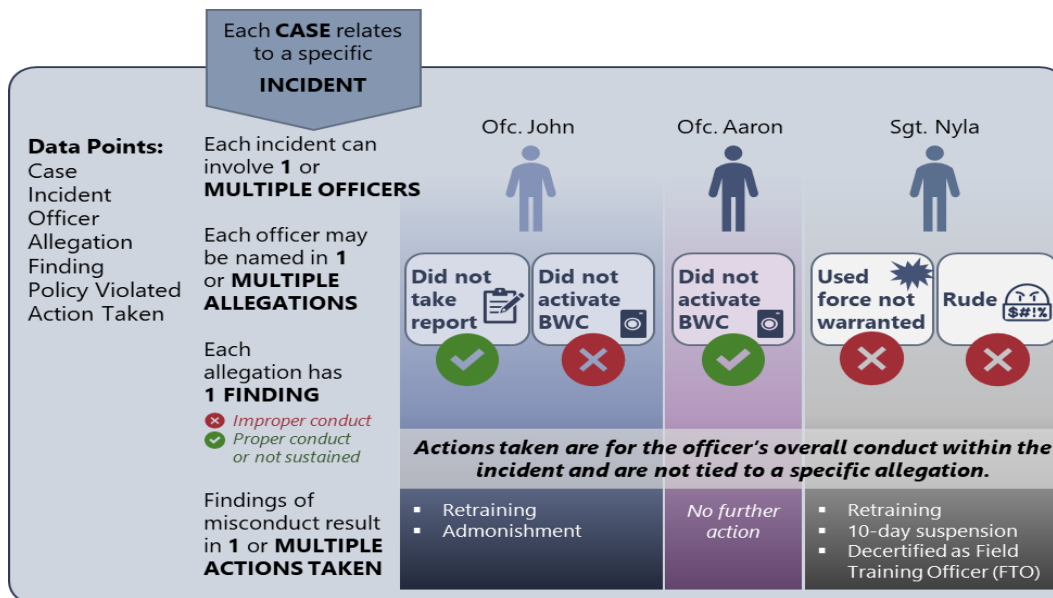 Each CASE relates
to a specific
INCIDENT
Data Points:
Case
Incident
Officer
Allegation
Finding
Policy Violated
Action Taken
Each incident can
involve 1 or
MULTIPLE OFFICERS
Each officer may
be named in 1
or MULTIPLE
ALLEGATIONS
Each
allegation has
1 FINDING
Improper conduct
Proper conduct
or not sustained
Findings of
misconduct result
in 1 or MULTIPLE
ACTIONS TAKEN
Ofc. John
Ofc. Aaron
Sgt. Nyla
Did not
take
report
Did not
activate
BWC
Did not
activate
BWC
Used
force not
warranted
Rude
$#!%
Actions taken are for the officer's overall conduct within the
incident and are not tied to a specific allegation.
▪ Retraining
▪ Admonishment
No further
action
▪ Retraining
▪ 10-day suspension
▪ Decertified as Field
Training Officer (FTO)